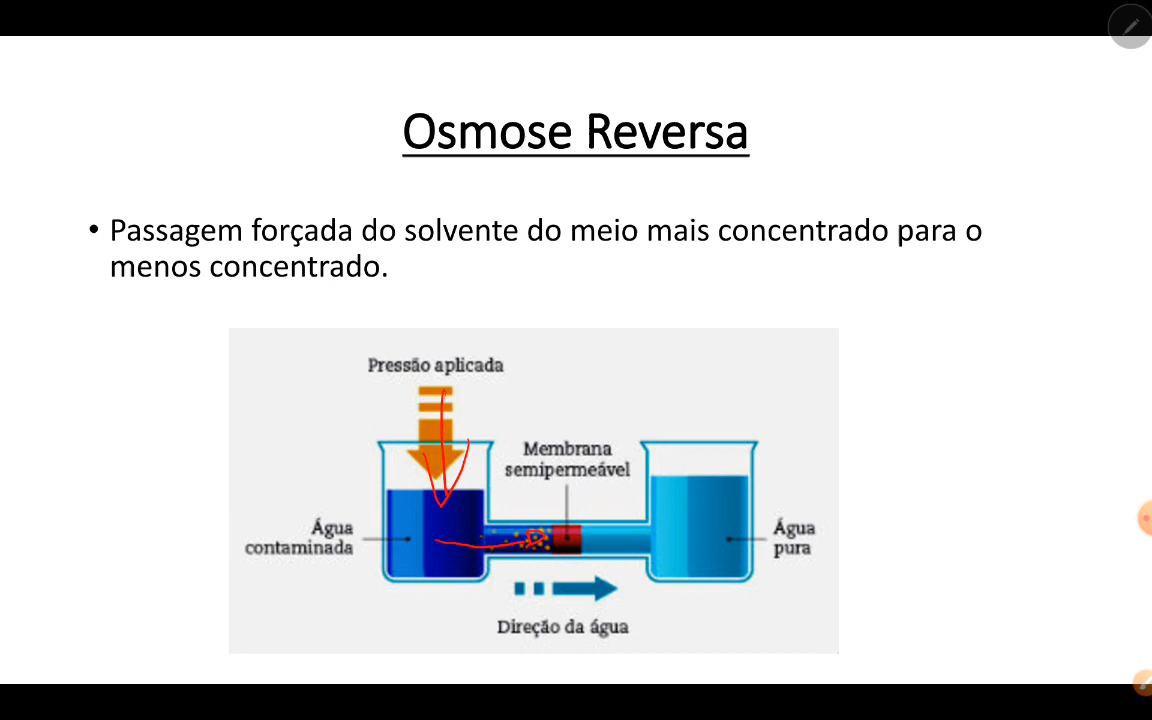 Osmose Reversa
• Passagem forçada do solvente do meio mais concentrado para o
menos concentrado.
Pressão aplicada
Membrana
semipermeável
Água
contaminada
Água
pura
Direção da água